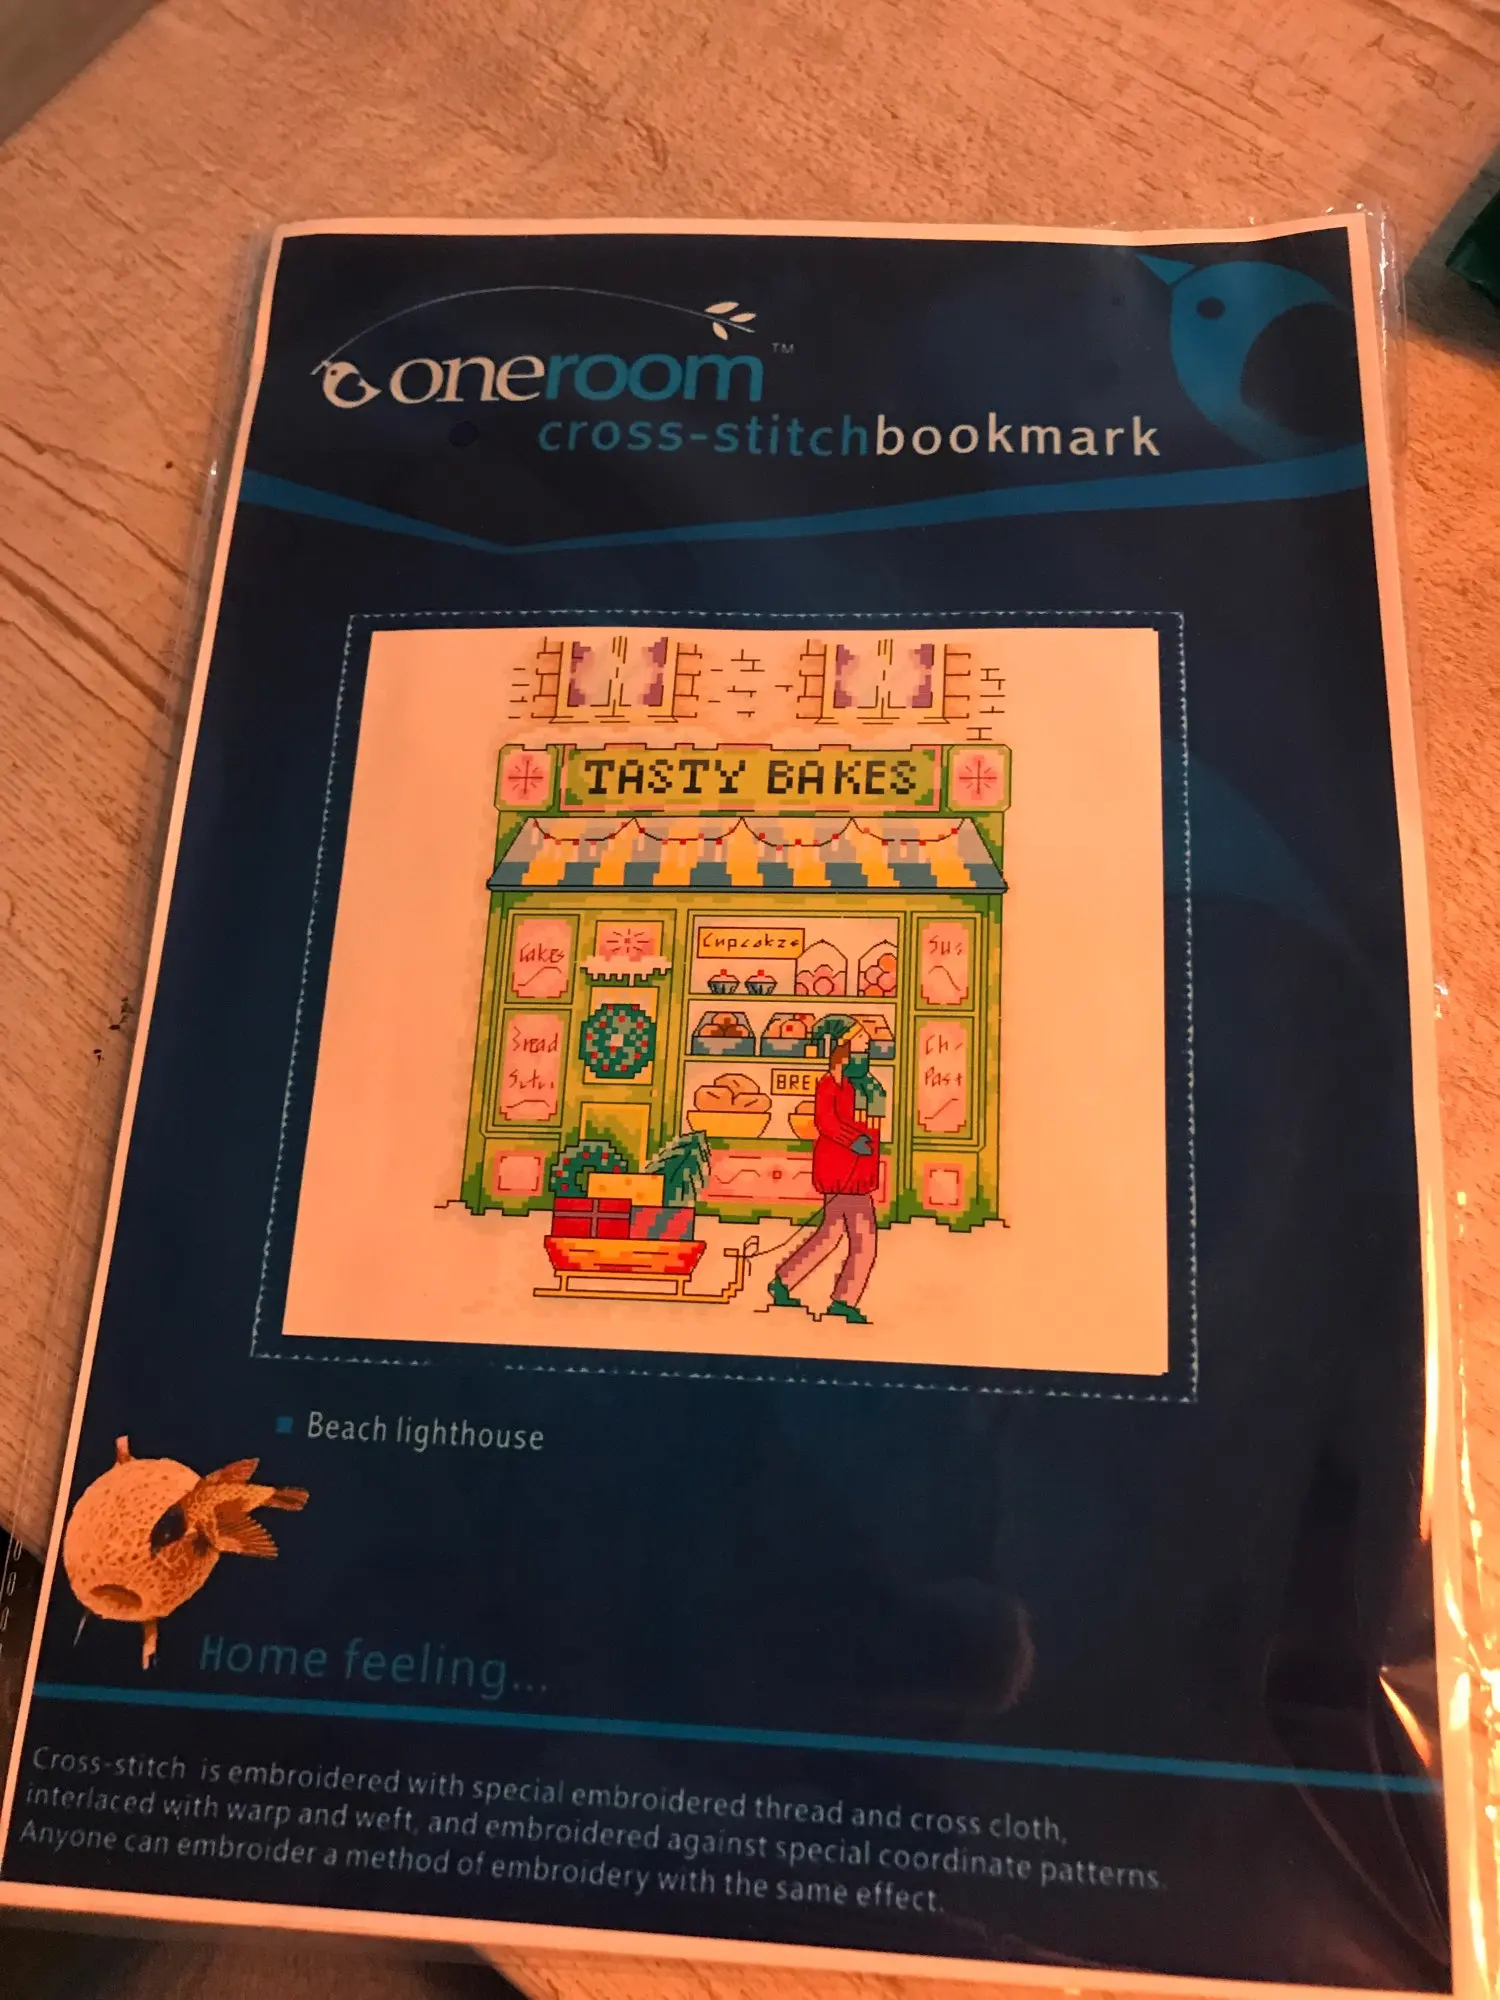 oneroom™
cross-stitchbookmark
TASTY BAKES
Cupcakes
Cakes
Bread
BRE
Beach lighthouse
Home feeling...
Cross-stitch is embroidered with special embroidered thread and cross cloth,
interlaced with warp and weft, and embroidered against special coordinate patterns.
Anyone can embroider a method of embroidery with the same effect.